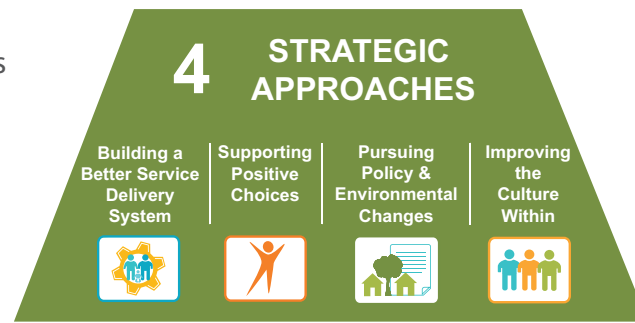 s
4
STRATEGIC
APPROACHES
Building a
Better Service
Delivery
System
Supporting
Positive
Choices
Pursuing
Policy &
Environmental
Changes
Improving
the
Culture
Within